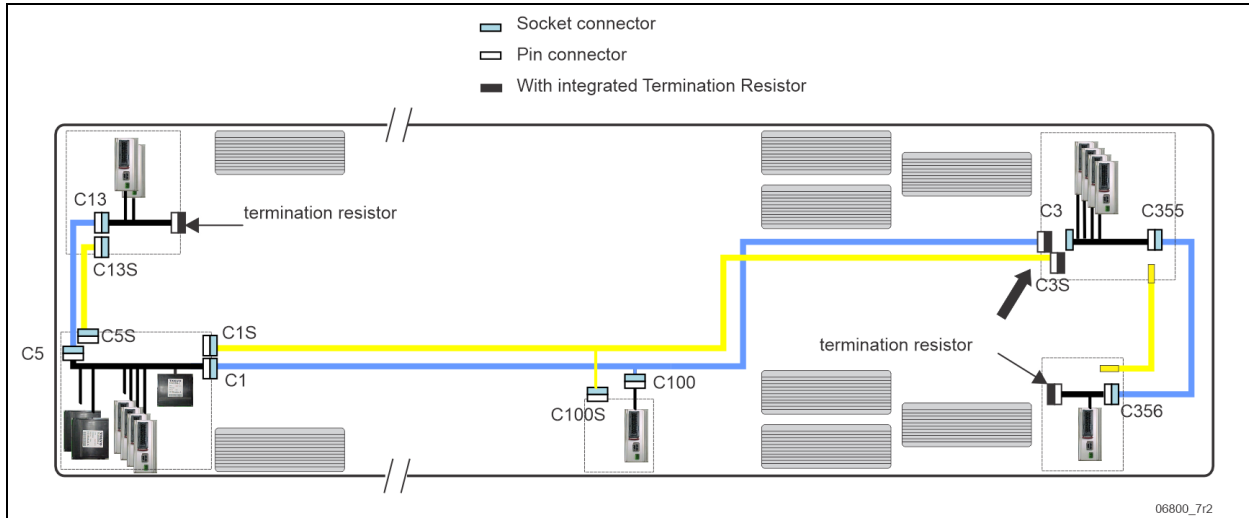 Socket connector
Pin connector
With integrated Termination Resistor
C13
termination resistor
C13S
C3
C355
C3S
C5S
C5
C1S
C1
termination resistor
C100
C100S
C356
06800_7r2